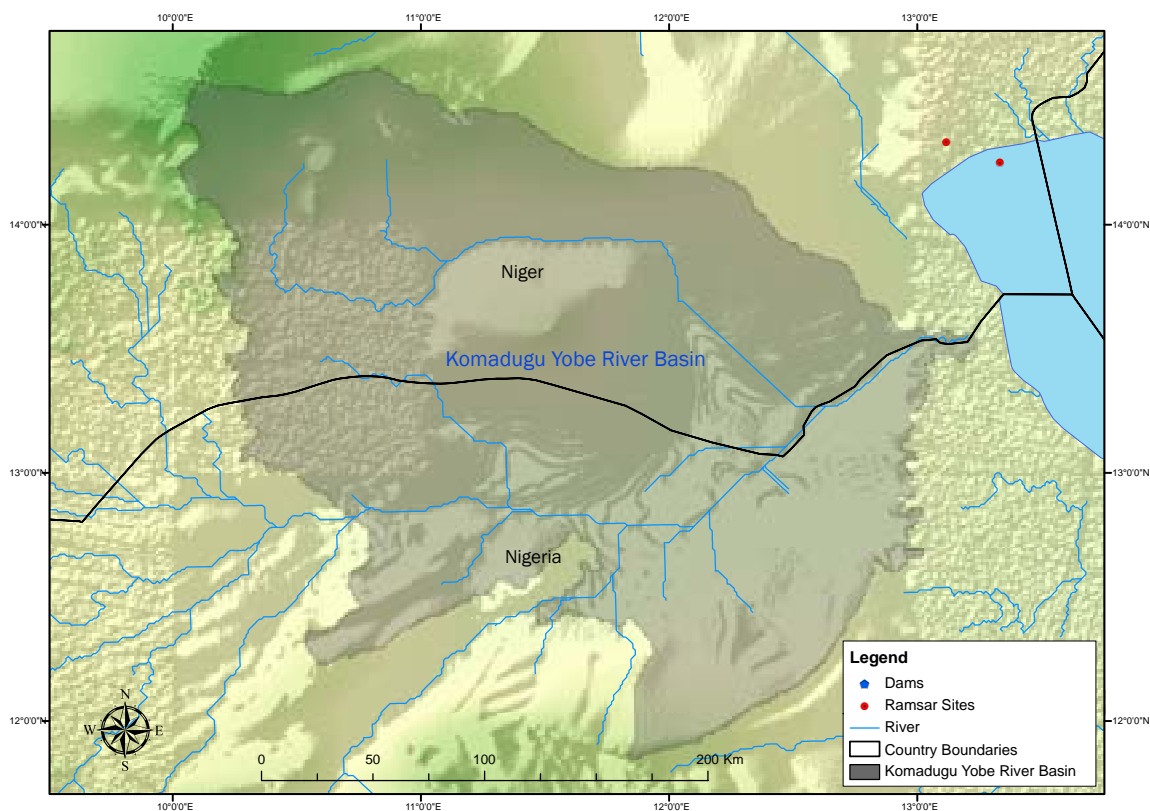 10°0'0"E 11°0'0"E 12°0'0"E 13°0'0"E
14°0'0"N 14°0'0"N
Niger
Komadugu Yobe River Basin
13°0'0"N 13°0'0"N
Nigeria
Legend
Dams
Ramsar Sites
River
Country Boundaries
Komadugu Yobe River Basin
12°0'0"N 12°0'0"N
N
W E
S
0 50 100 200 Km
10°0'0"E 11°0'0"E 12°0'0"E 13°0'0"E